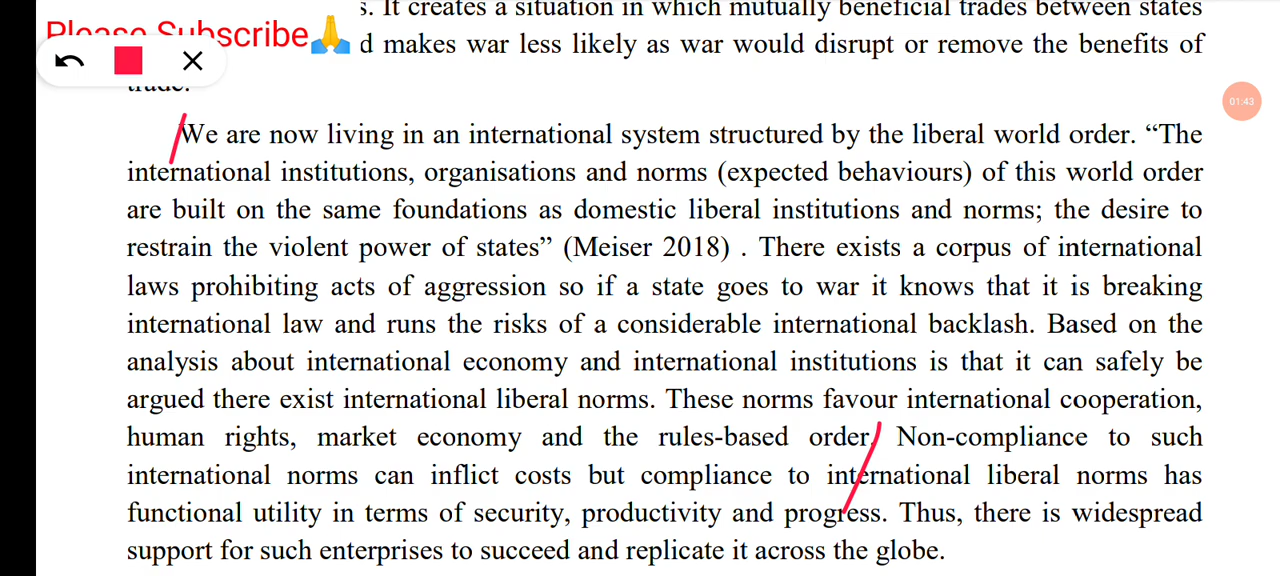 s. It creates a situation in which mutually beneficial trades between states
Please Subscribe🙏
d makes war less likely as war would disrupt or remove the benefits of
trade.
01:43
We are now living in an international system structured by the liberal world order. “The
international institutions, organisations and norms (expected behaviours) of this world order
are built on the same foundations as domestic liberal institutions and norms; the desire to
restrain the violent power of states” (Meiser 2018) . There exists a corpus of international
laws prohibiting acts of aggression so if a state goes to war it knows that it is breaking
international law and runs the risks of a considerable international backlash. Based on the
analysis about international economy and international institutions is that it can safely be
argued there exist international liberal norms. These norms favour international cooperation,
human rights, market economy and the rules-based order. Non-compliance to such
international norms can inflict costs but compliance to international liberal norms has
functional utility in terms of security, productivity and progress. Thus, there is widespread
support for such enterprises to succeed and replicate it across the globe.